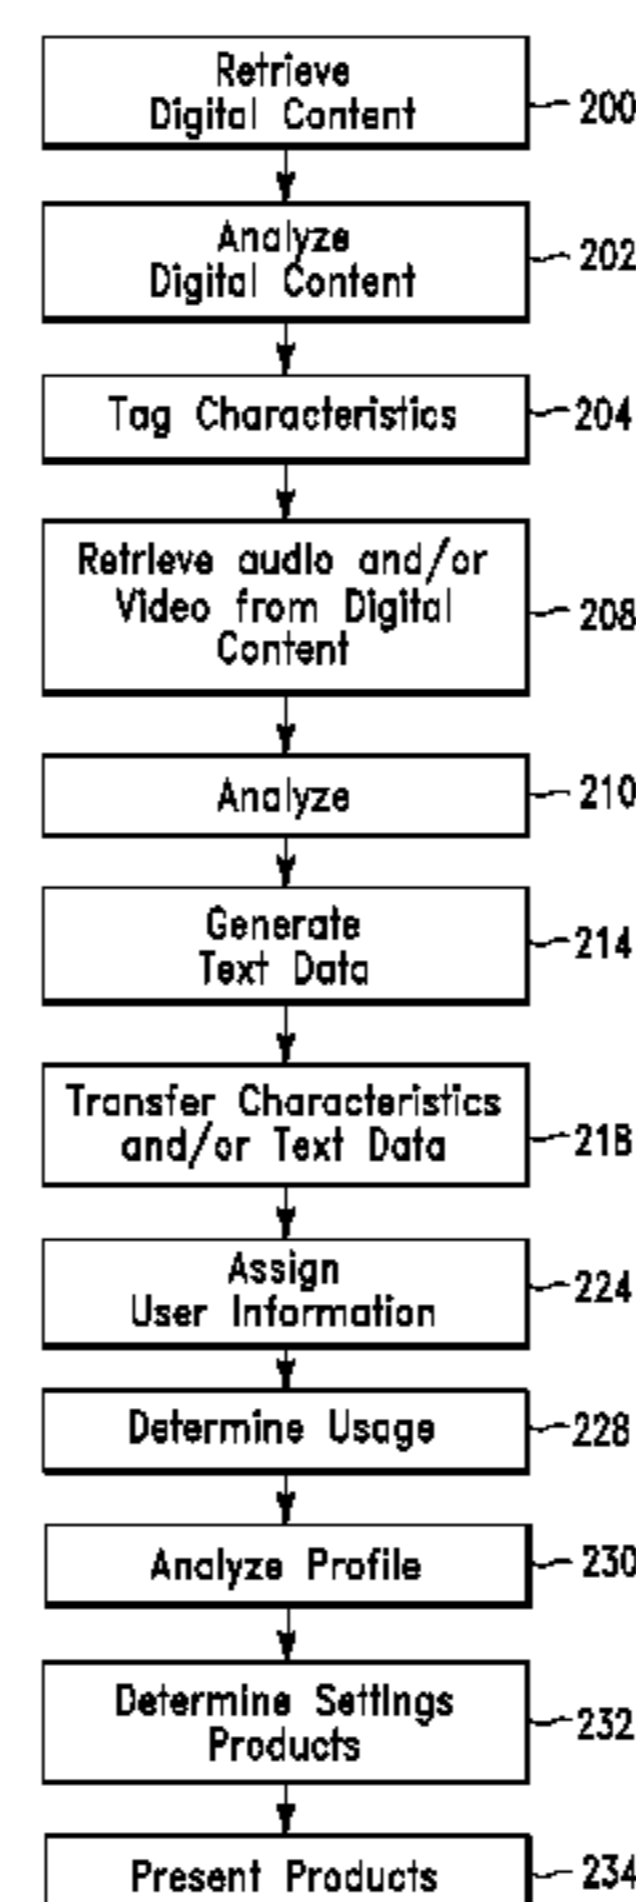 Retrieve
Digital Content
200
Analyze
Digital Content
202
Tag Characteristics
204
Retrieve audio and/or
Video from Digital
Content
208
Analyze
210
Generate
Text Data
214
Transfer Characteristics
and/or Text Data
218
Assign
User Information
224
Determine Usage
228
Analyze Profile
230
Determine Settings
Products
232
Present Products
234